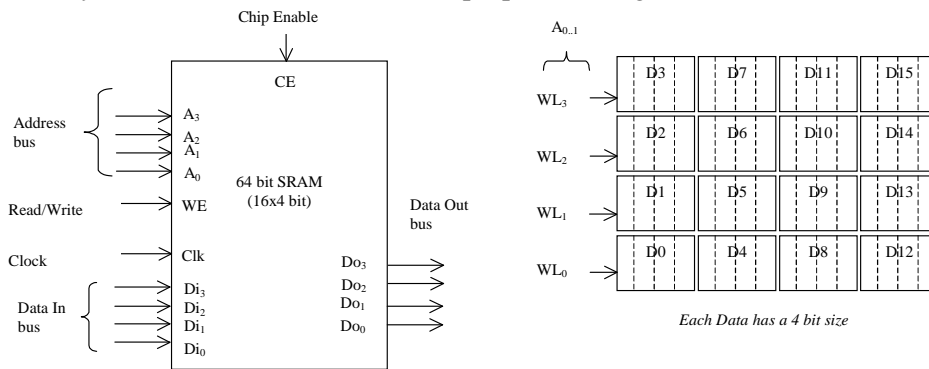 Chip Enable
CE
Address
bus
A₃
A₂
A₁
A₀
Read/Write
WE
64 bit SRAM
(16x4 bit)
Data Out
bus
Clock
Clk
Data In
bus
Di₃
Di₂
Di₁
Di₀
Do₃
Do₂
Do₁
Do₀
A₀..₁
WL₃
D3 D7 D11 D15
WL₂
D2 D6 D10 D14
WL₁
D1 D5 D9 D13
WL₀
D0 D4 D8 D12
Each Data has a 4 bit size